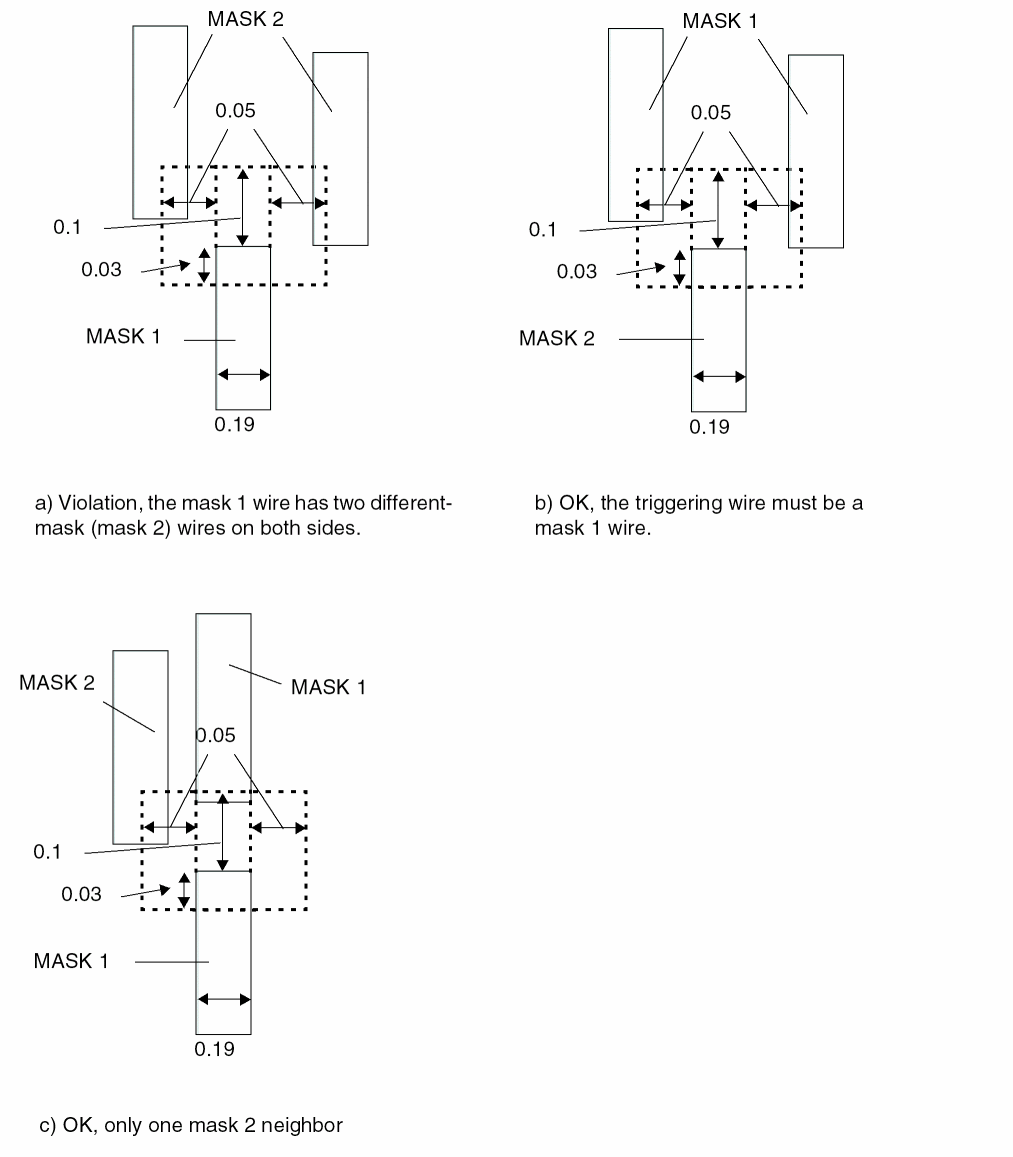 MASK 2
0.05
0.1
0.03
MASK 1
0.19
a) Violation, the mask 1 wire has two different-
mask (mask 2) wires on both sides.
MASK 1
0.05
0.1
0.03
MASK 2
0.19
b) OK, the triggering wire must be a
mask 1 wire.
MASK 2
MASK 1
0.05
0.1
0.03
MASK 1
0.19
c) OK, only one mask 2 neighbor